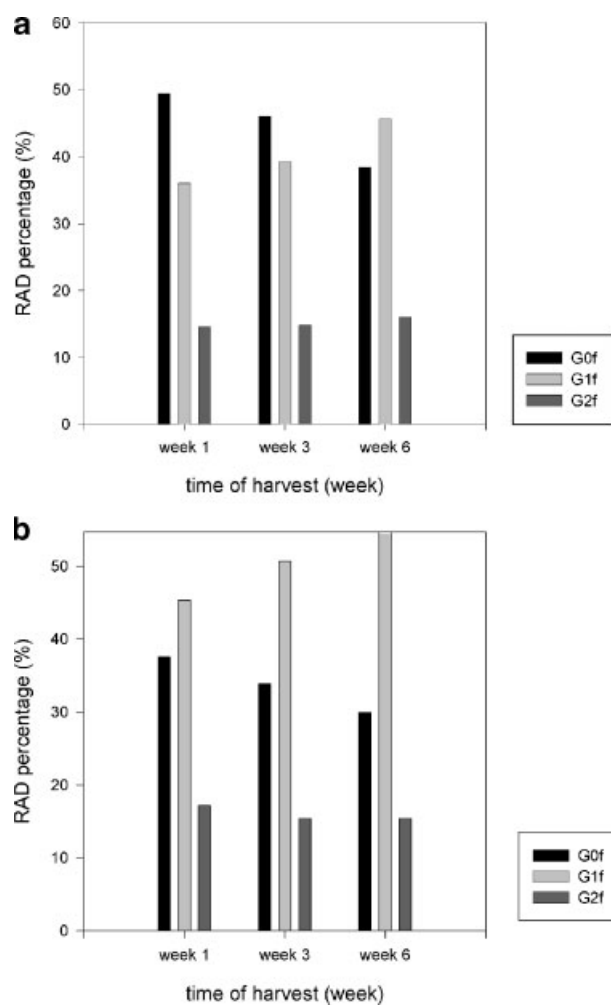 a
60
50
40
30
20
10
0
RAD percentage (%)
week 1 week 3 week 6
time of harvest (week)
G0f
G1f
G2f
b
50
40
30
20
10
0
RAD percentage (%)
week 1 week 3 week 6
time of harvest (week)
G0f
G1f
G2f